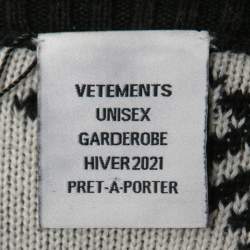 VETEMENTS
UNISEX
GARDEROBE
HIVER 2021
PRET-À-PORTER